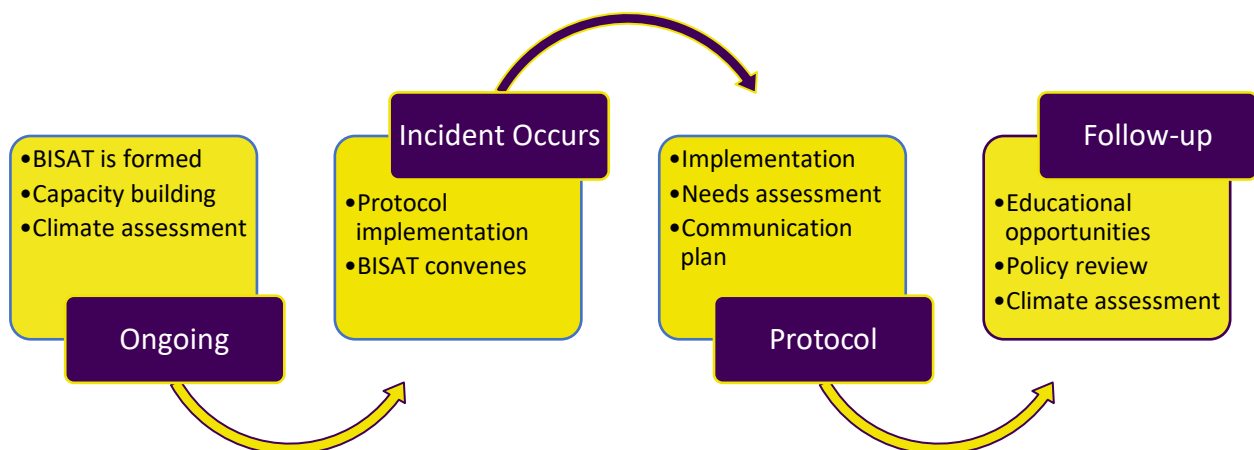 •BISAT is formed
•Capacity building
•Climate assessment
Ongoing
Incident Occurs
•Protocol
implementation
•BISAT convenes
•Implementation
•Needs assessment
•Communication
plan
Protocol
Follow-up
•Educational
opportunities
•Policy review
•Climate assessment